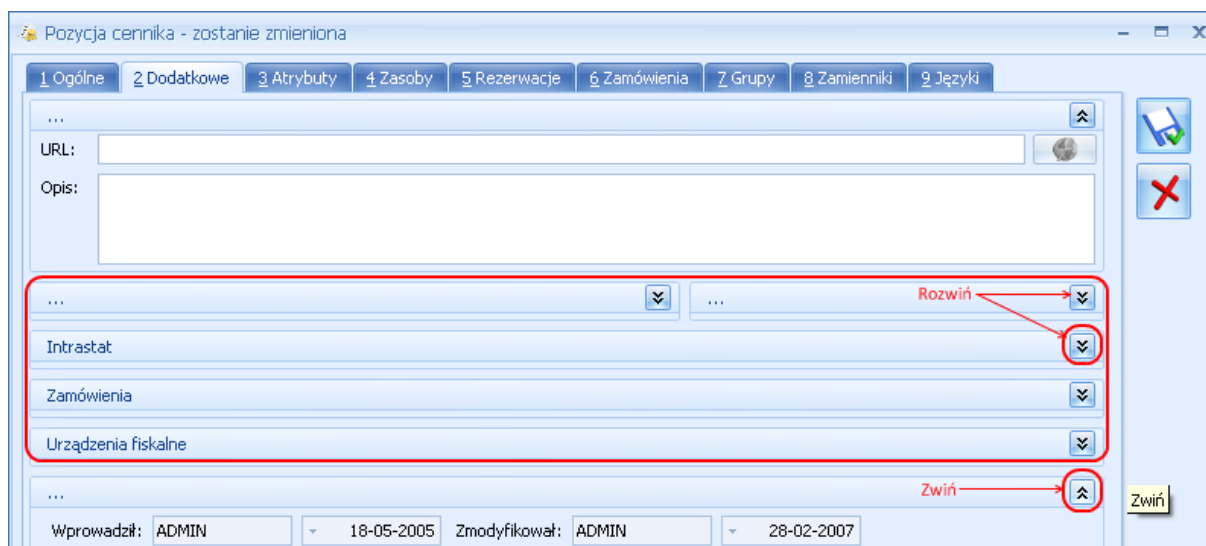 Pozycja cennika - zostanie zmieniona
1 Ogólne 2 Dodatkowe 3 Atrybuty 4 Zasoby 5 Rezerwacje 6 Zamówienia 7 Grupy 8 Zamienniki 9 Języki
...
URL:
Opis:
... ... Rozwiń
Intrastat
Zamówienia
Urządzenia fiskalne
... Zwiń
Zwiń
Wprowadził: ADMIN 18-05-2005 Zmodyfikował: ADMIN 28-02-2007